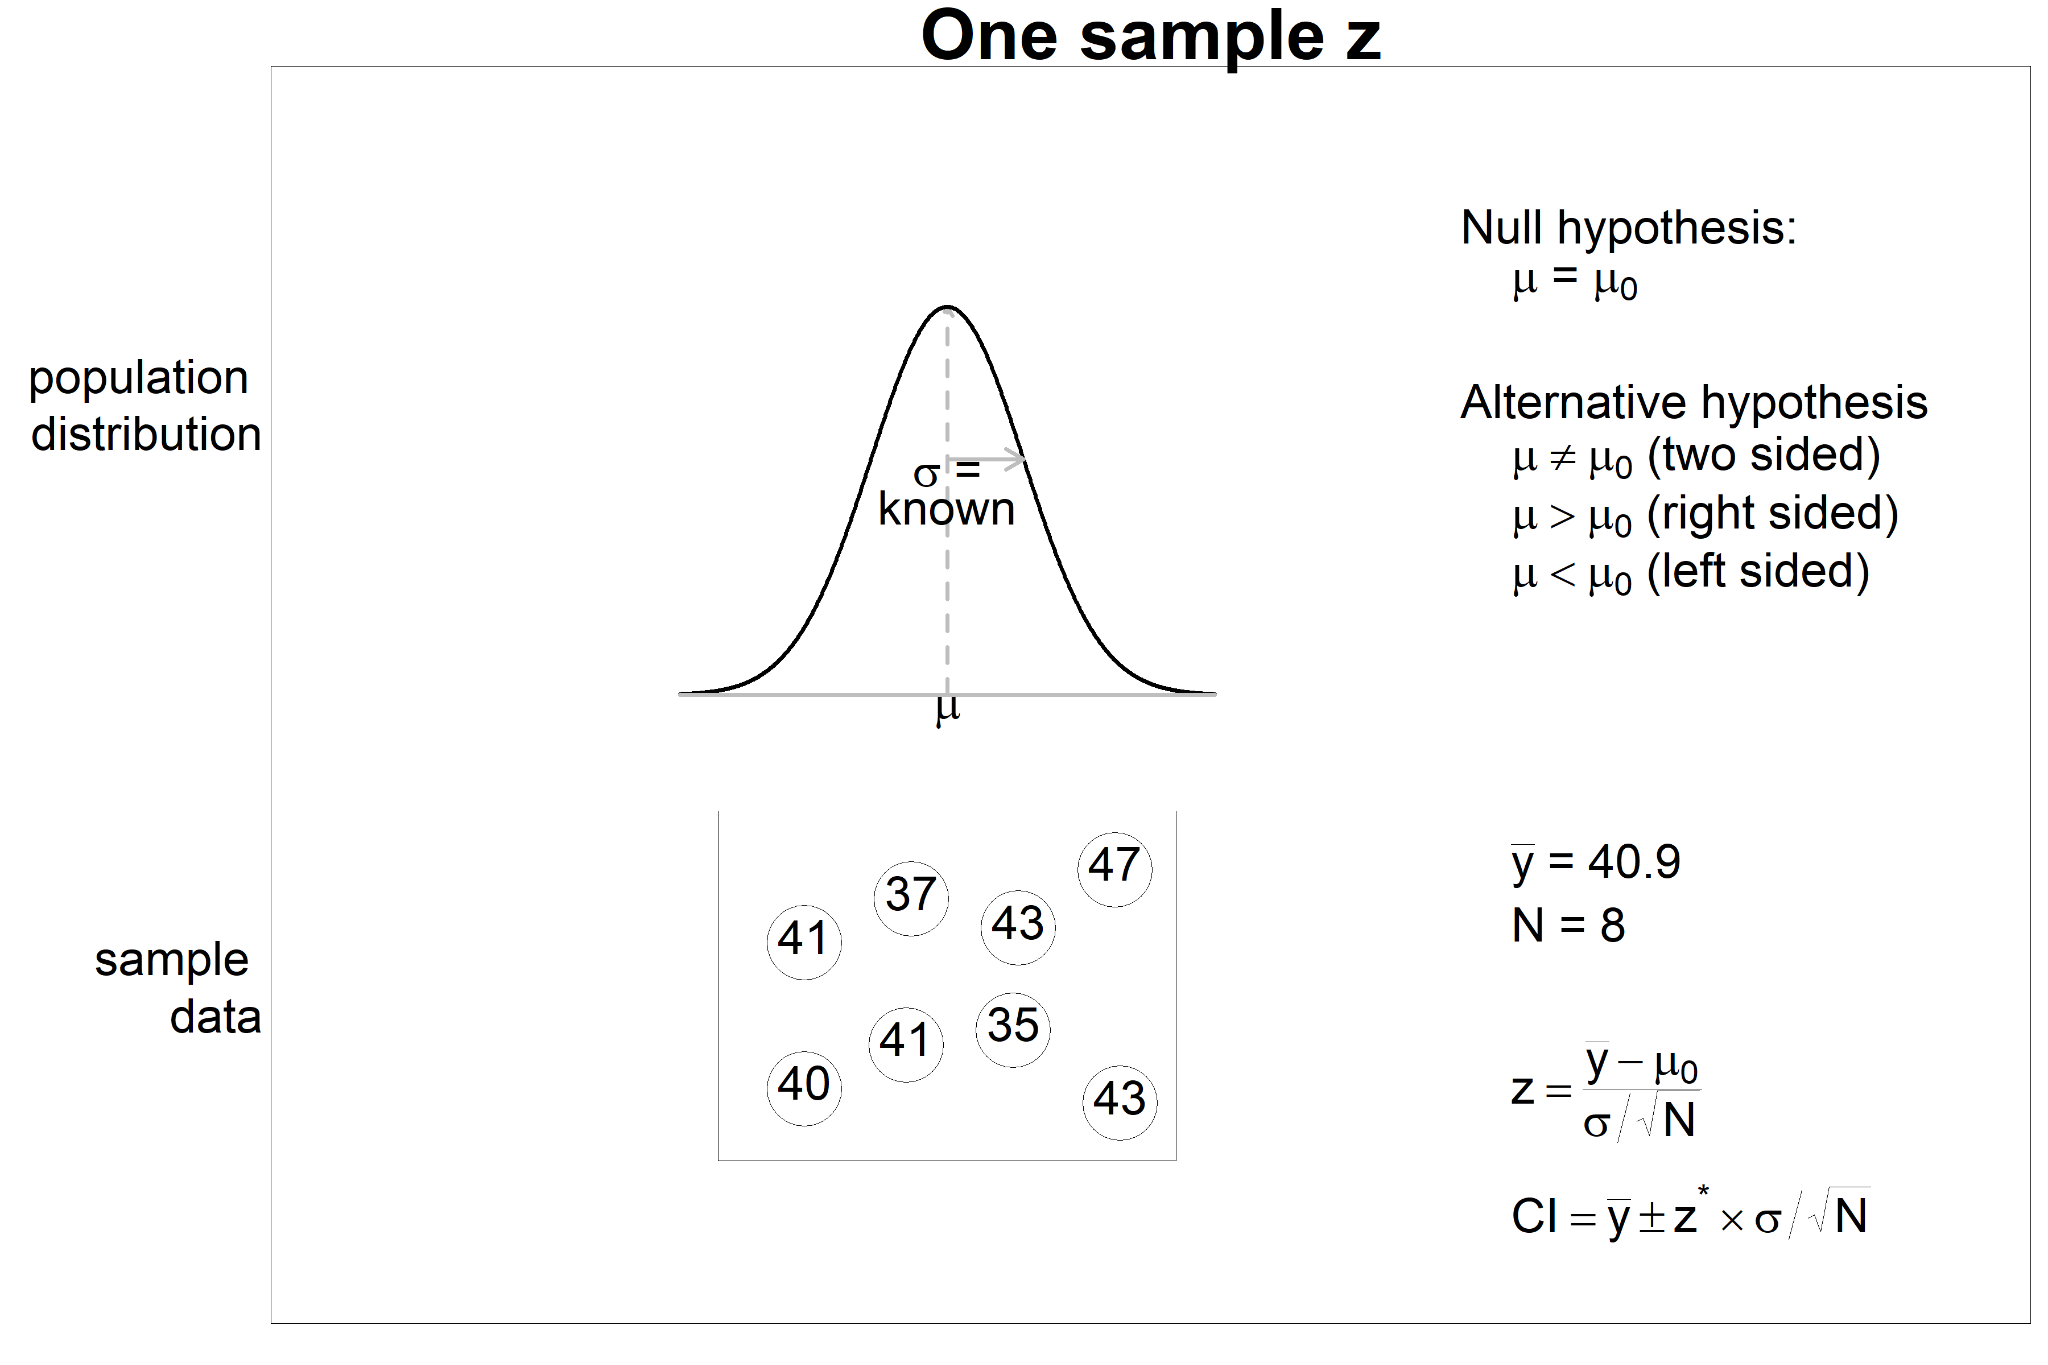 One sample z
population
distribution
σ =
known
μ
Null hypothesis:
μ = μ₀
Alternative hypothesis
μ ≠ μ₀ (two sided)
μ > μ₀ (right sided)
μ < μ₀ (left sided)
sample
data
47
37
43
41
35
41
40
43
y̅ = 40.9
N = 8
z = (y̅ − μ₀) / (σ/√N)
CI = y̅ ± z* × σ/√N